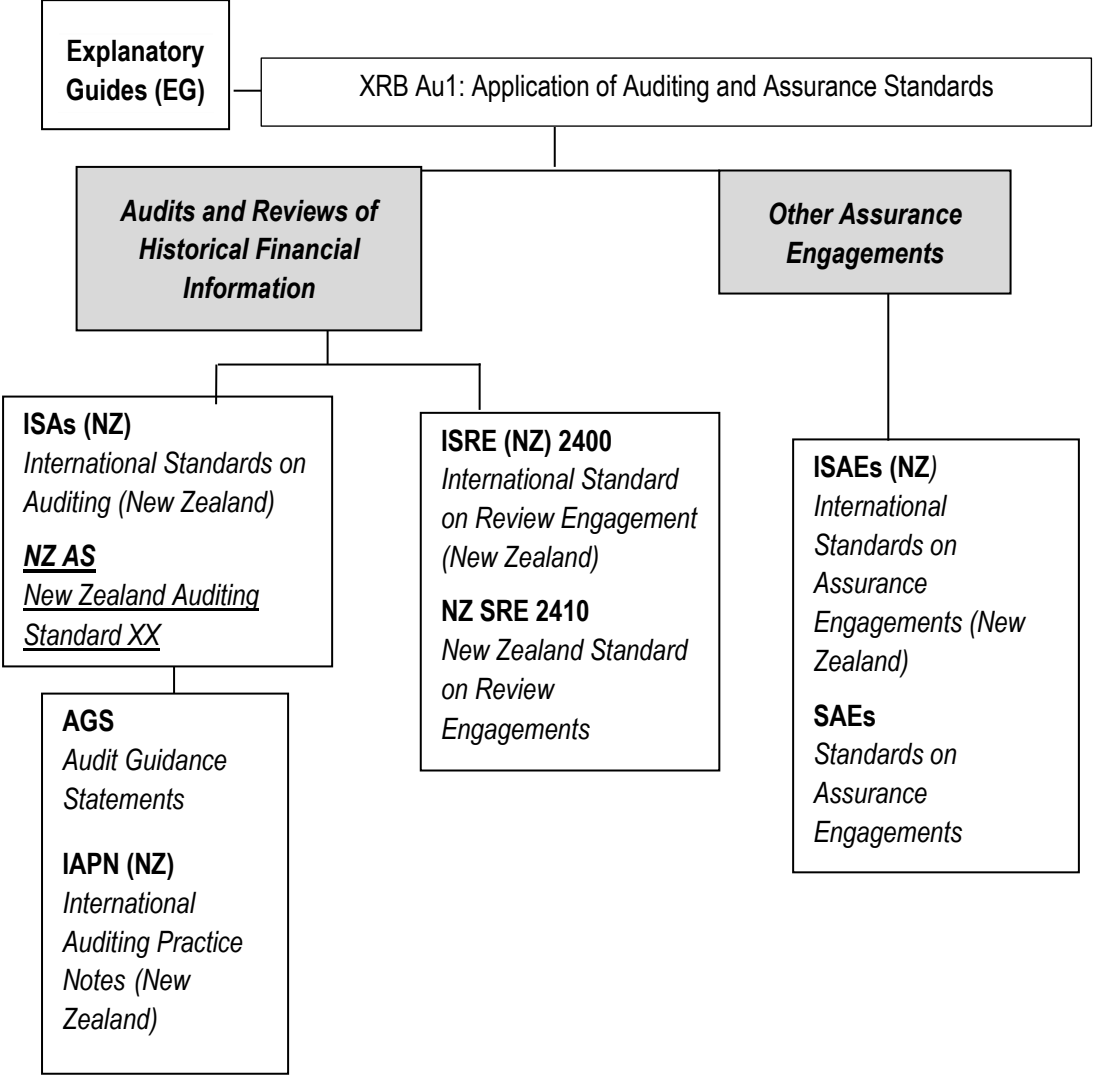 Explanatory
Guides (EG)
XRB Au1: Application of Auditing and Assurance Standards
Audits and Reviews of
Historical Financial
Information
Other Assurance
Engagements
ISAs (NZ)
International Standards on
Auditing (New Zealand)
NZ AS
New Zealand Auditing
Standard XX
AGS
Audit Guidance
Statements
IAPN (NZ)
International
Auditing Practice
Notes (New
Zealand)
ISRE (NZ) 2400
International Standard
on Review Engagement
(New Zealand)
NZ SRE 2410
New Zealand Standard
on Review
Engagements
ISAEs (NZ)
International
Standards on
Assurance
Engagements (New
Zealand)
SAEs
Standards on
Assurance
Engagements